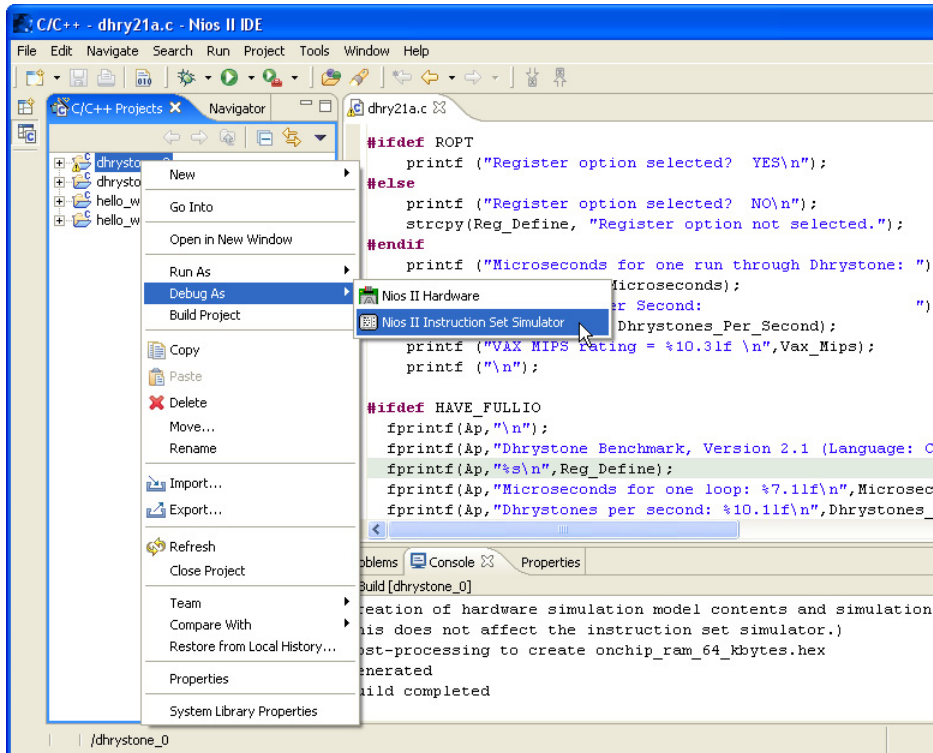 C/C++ - dhry21a.c - Nios II IDE
File Edit Navigate Search Run Project Tools Window Help
C/C++ Projects Navigator
dhrysto
dhrysto
hello_w
hello_w
New
Go Into
Open in New Window
Run As
Debug As
Build Project
Copy
Paste
Delete
Move...
Rename
Import...
Export...
Refresh
Close Project
Team
Compare With
Restore from Local History...
Properties
System Library Properties
Nios II Hardware
Nios II Instruction Set Simulator
dhry21a.c
#ifdef ROPT
printf ("Register option selected?  YES\n");
#else
printf ("Register option selected?  NO\n");
strcpy(Reg_Define, "Register option not selected.");
#endif
printf ("Microseconds for one run through Dhrystone: ")
Microseconds);
er Second:                      ")
Dhrystones_Per_Second);
printf ("VAX MIPS rating = %10.3lf \n",Vax_Mips);
printf ("\n");
#ifdef HAVE_FULLIO
fprintf(Ap,"\n");
fprintf(Ap,"Dhrystone Benchmark, Version 2.1 (Language: C
fprintf(Ap,"%s\n",Reg_Define);
fprintf(Ap,"Microseconds for one loop: %7.1lf\n",Microsec
fprintf(Ap,"Dhrystones per second: %10.1lf\n",Dhrystones_
oblems Console Properties
Build [dhrystone_0]
reation of hardware simulation model contents and simulation
his does not affect the instruction set simulator.)
ost-processing to create onchip_ram_64_kbytes.hex
enerated
uild completed
/dhrystone_0